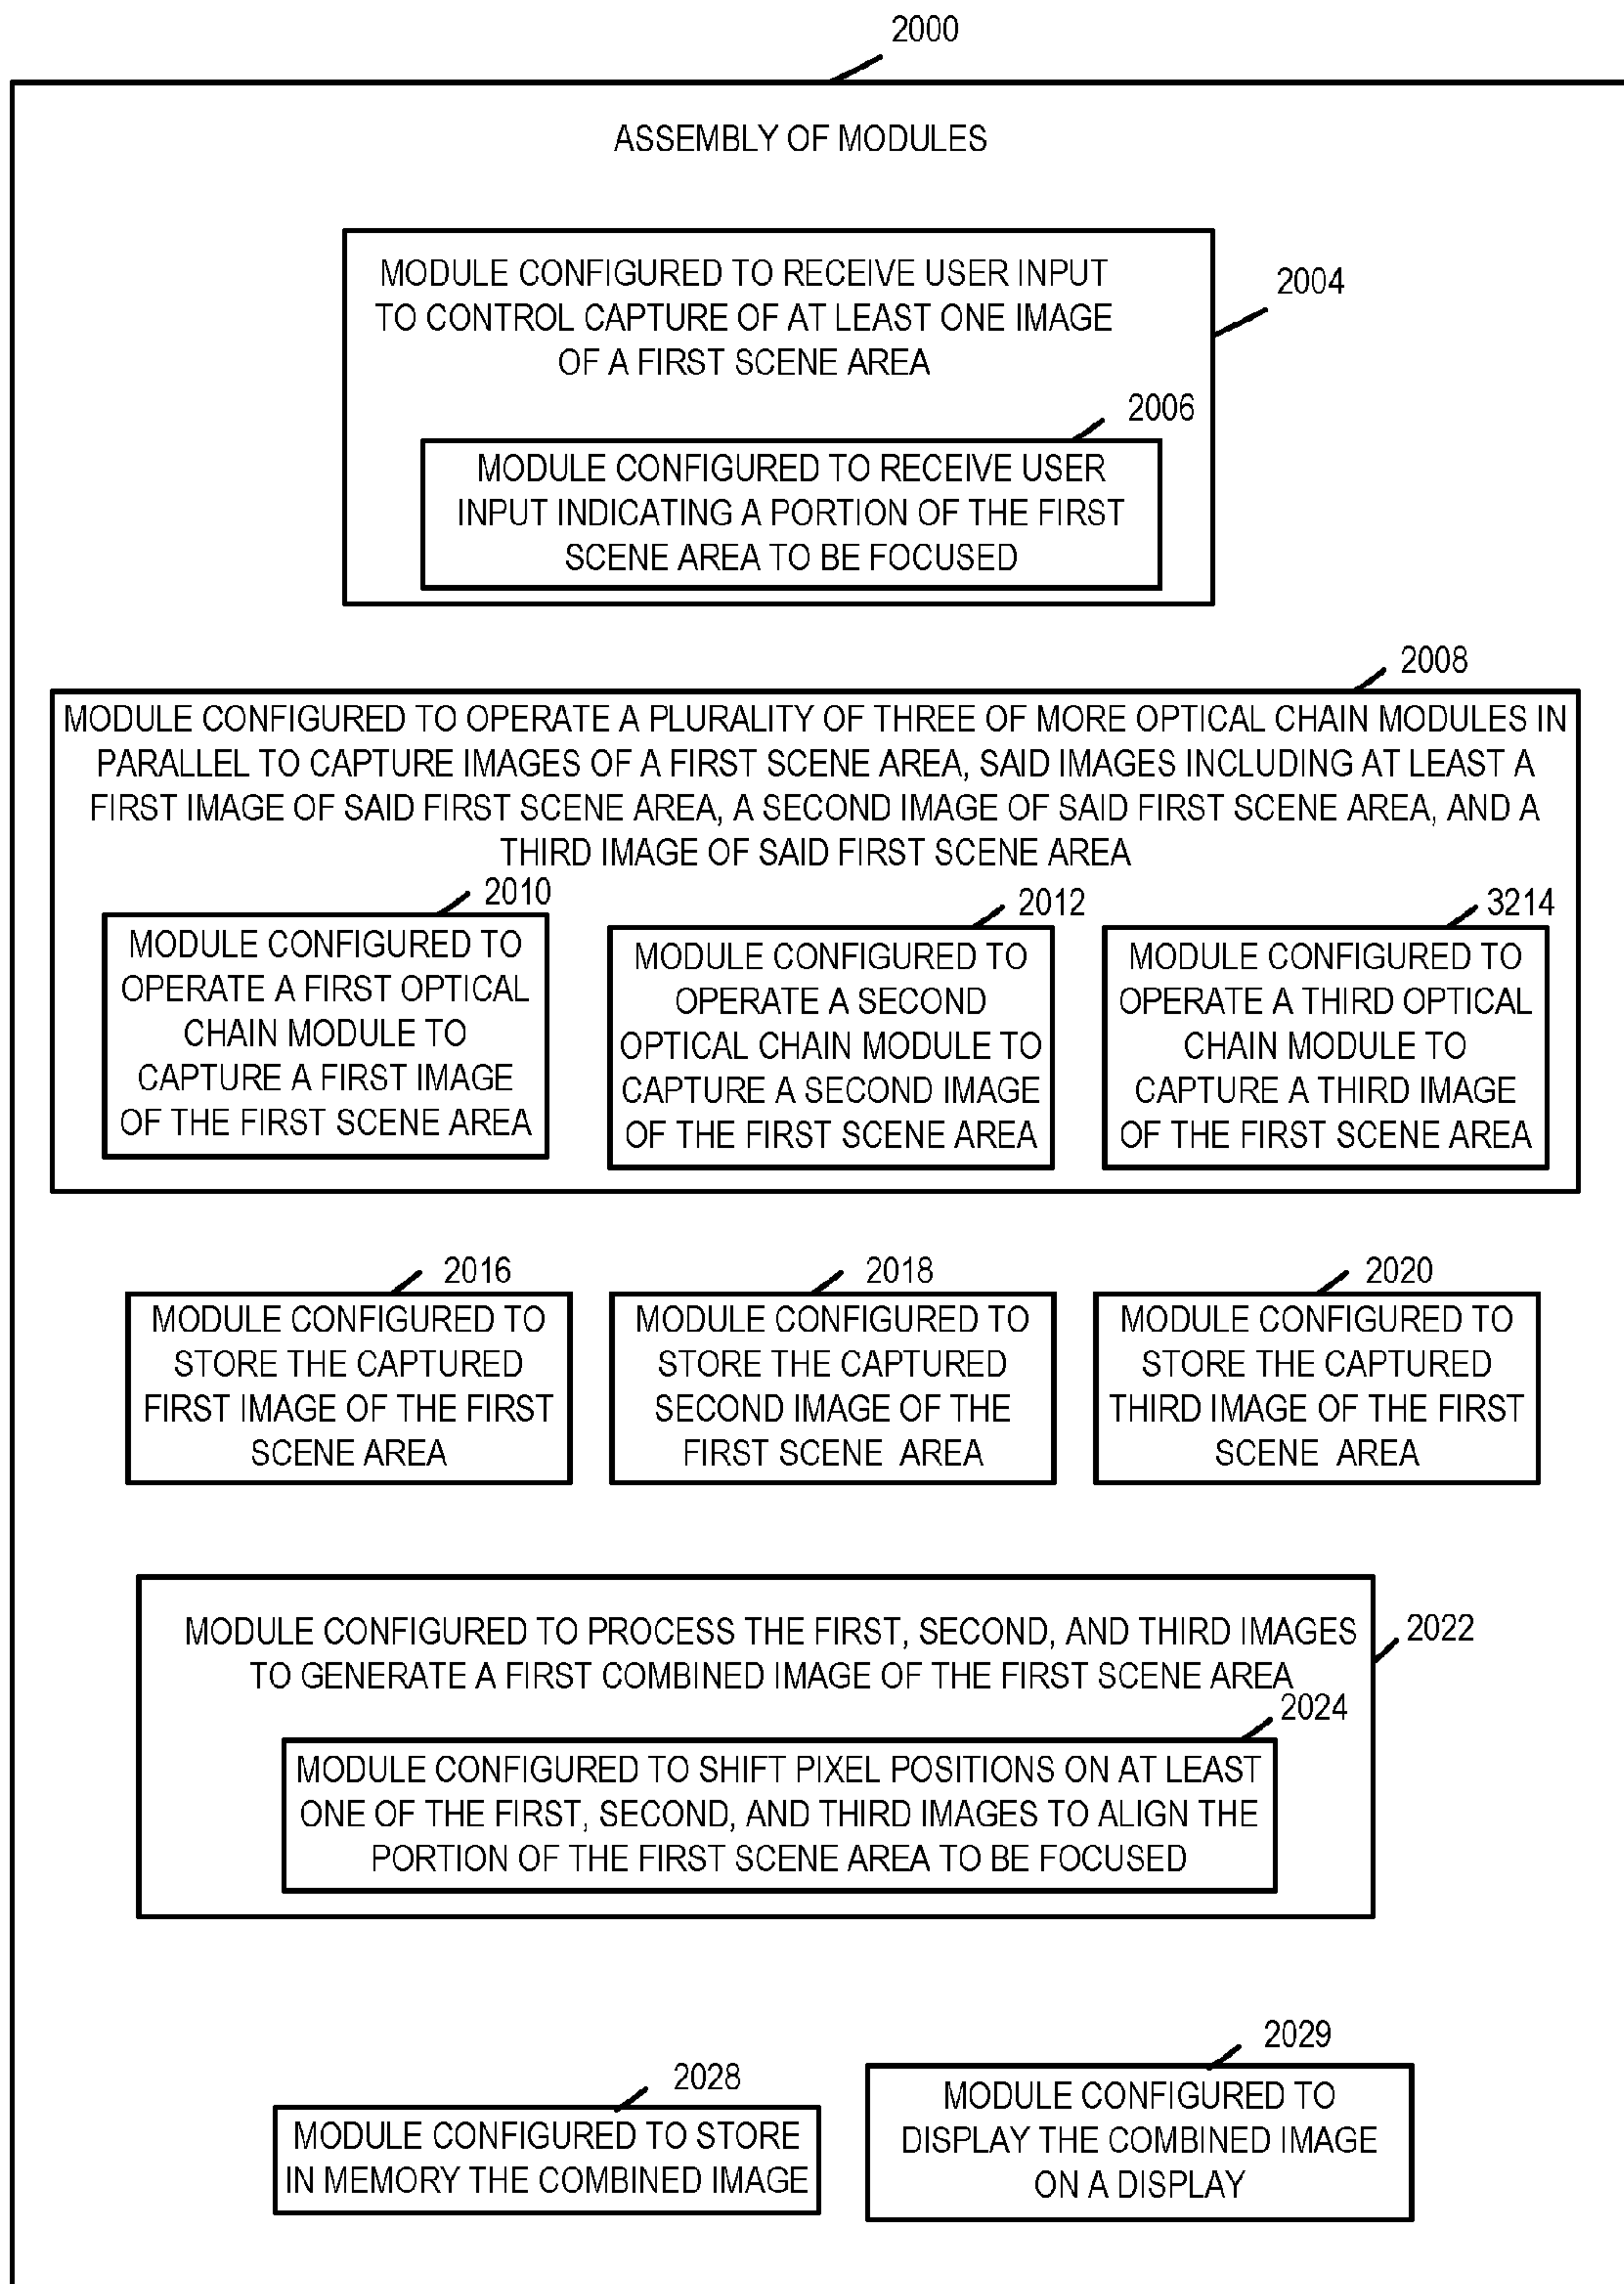 2000
ASSEMBLY OF MODULES
MODULE CONFIGURED TO RECEIVE USER INPUT
TO CONTROL CAPTURE OF AT LEAST ONE IMAGE
OF A FIRST SCENE AREA
2004
2006
MODULE CONFIGURED TO RECEIVE USER
INPUT INDICATING A PORTION OF THE FIRST
SCENE AREA TO BE FOCUSED
2008
MODULE CONFIGURED TO OPERATE A PLURALITY OF THREE OF MORE OPTICAL CHAIN MODULES IN
PARALLEL TO CAPTURE IMAGES OF A FIRST SCENE AREA, SAID IMAGES INCLUDING AT LEAST A
FIRST IMAGE OF SAID FIRST SCENE AREA, A SECOND IMAGE OF SAID FIRST SCENE AREA, AND A
THIRD IMAGE OF SAID FIRST SCENE AREA
2010
MODULE CONFIGURED TO
OPERATE A FIRST OPTICAL
CHAIN MODULE TO
CAPTURE A FIRST IMAGE
OF THE FIRST SCENE AREA
2012
MODULE CONFIGURED TO
OPERATE A SECOND
OPTICAL CHAIN MODULE TO
CAPTURE A SECOND IMAGE
OF THE FIRST SCENE AREA
3214
MODULE CONFIGURED TO
OPERATE A THIRD OPTICAL
CHAIN MODULE TO
CAPTURE A THIRD IMAGE
OF THE FIRST SCENE AREA
2016
MODULE CONFIGURED TO
STORE THE CAPTURED
FIRST IMAGE OF THE FIRST
SCENE AREA
2018
MODULE CONFIGURED TO
STORE THE CAPTURED
SECOND IMAGE OF THE
FIRST SCENE AREA
2020
MODULE CONFIGURED TO
STORE THE CAPTURED
THIRD IMAGE OF THE FIRST
SCENE AREA
MODULE CONFIGURED TO PROCESS THE FIRST, SECOND, AND THIRD IMAGES
TO GENERATE A FIRST COMBINED IMAGE OF THE FIRST SCENE AREA
2022
2024
MODULE CONFIGURED TO SHIFT PIXEL POSITIONS ON AT LEAST
ONE OF THE FIRST, SECOND, AND THIRD IMAGES TO ALIGN THE
PORTION OF THE FIRST SCENE AREA TO BE FOCUSED
2028
MODULE CONFIGURED TO STORE
IN MEMORY THE COMBINED IMAGE
2029
MODULE CONFIGURED TO
DISPLAY THE COMBINED IMAGE
ON A DISPLAY